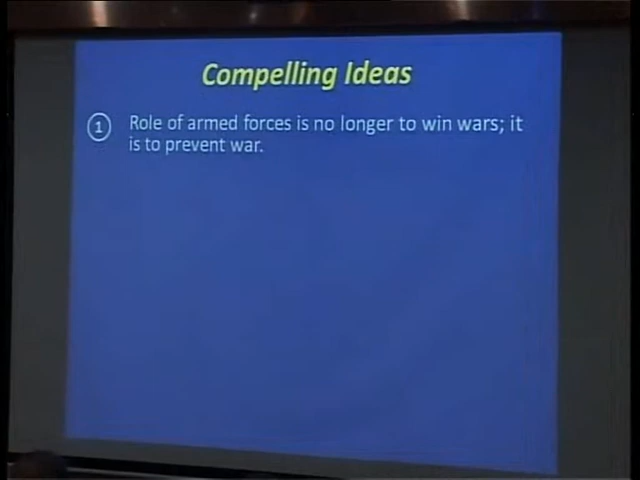 Compelling Ideas
1 Role of armed forces is no longer to win wars; it
is to prevent war.